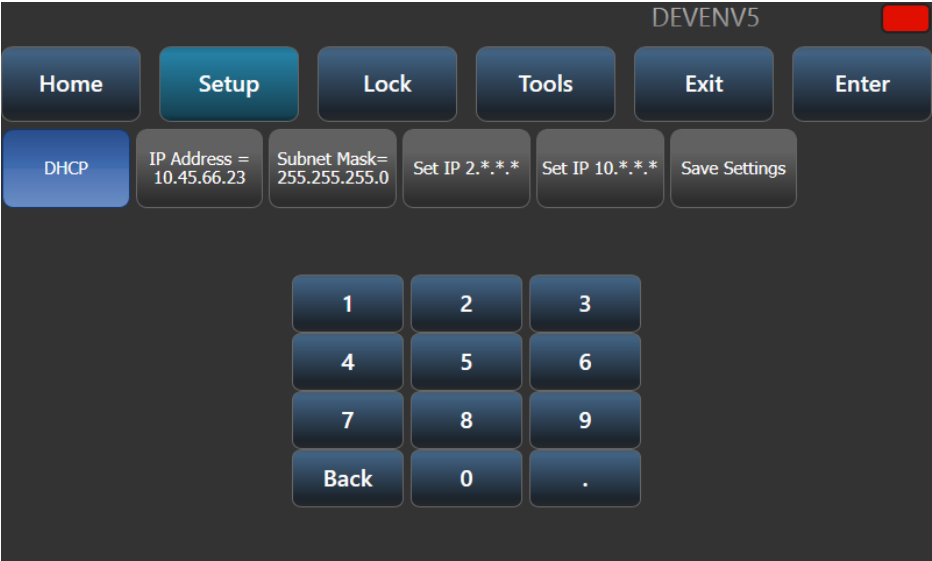 DEVENV5
Home Setup Lock Tools Exit Enter
DHCP
IP Address =
10.45.66.23
Subnet Mask=
255.255.255.0
Set IP 2.*.*.*
Set IP 10.*.*.*
Save Settings
1 2 3
4 5 6
7 8 9
Back 0 .